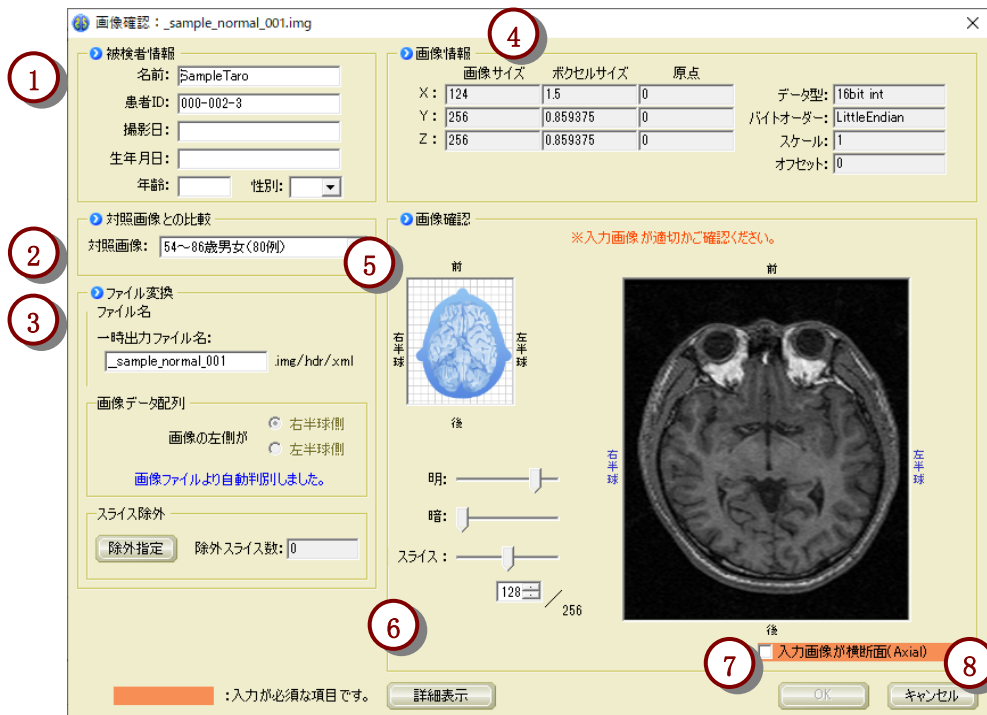 画像確認：_sample_normal_001.img
① 被検者情報
名前： SampleTaro
患者ID： 000-002-3
撮影日：
生年月日：
年齢： 性別：
④ 画像情報
画像サイズ ボクセルサイズ 原点
X： 124 1.5 0
Y： 256 0.859375 0
Z： 256 0.859375 0
データ型： 16bit int
バイトオーダー： LittleEndian
スケール： 1
オフセット： 0
② 対照画像との比較
対照画像： 54～86歳男女(80例)
③ ファイル変換
ファイル名
一時出力ファイル名：
_sample_normal_001 .img/hdr/xml
画像データ配列
画像の左側が
右半球側
左半球側
画像ファイルより自動判別しました。
スライス除外
除外指定 除外スライス数： 0
⑤ 画像確認
※入力画像が適切かご確認ください。
前
右半球
左半球
後
明：
暗：
スライス：
128 / 256
前
右半球
左半球
後
⑥
⑦ 入力画像が横断面(Axial)
⑧
：入力が必須な項目です。
詳細表示
OK
キャンセル